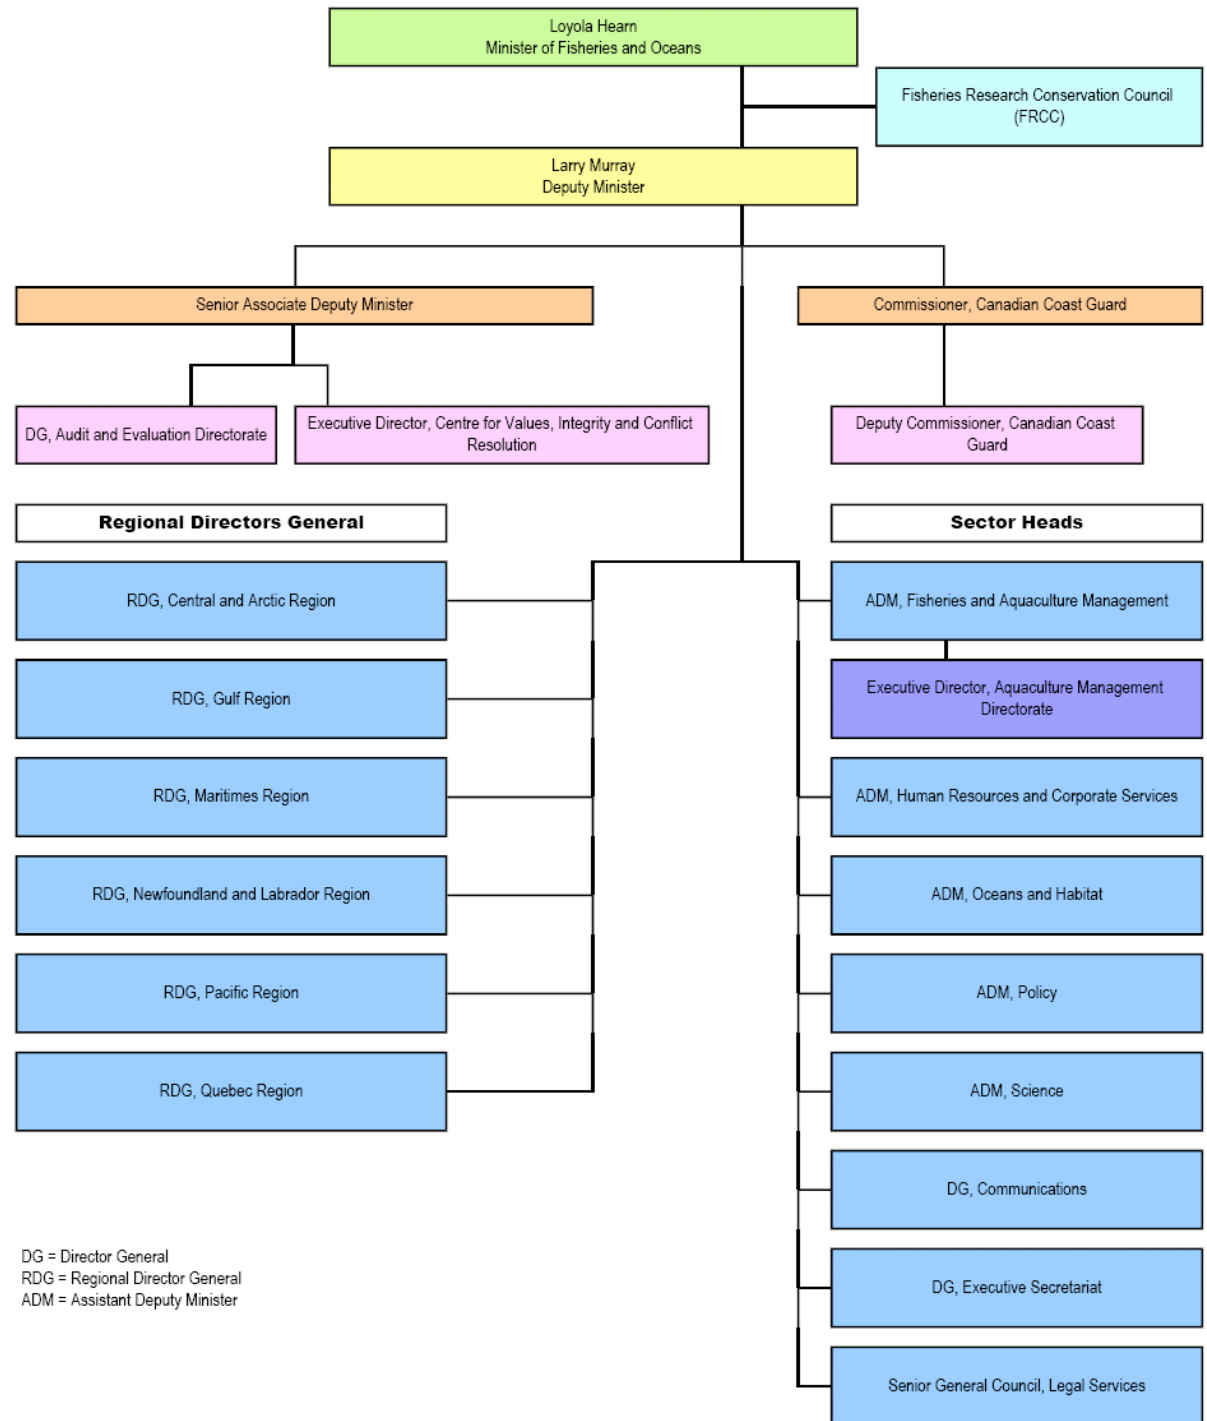 Loyola Hearn
Minister of Fisheries and Oceans
Fisheries Research Conservation Council
(FRCC)
Larry Murray
Deputy Minister
Senior Associate Deputy Minister
Commissioner, Canadian Coast Guard
DG, Audit and Evaluation Directorate
Executive Director, Centre for Values, Integrity and Conflict
Resolution
Deputy Commissioner, Canadian Coast
Guard
Regional Directors General
Sector Heads
RDG, Central and Arctic Region
ADM, Fisheries and Aquaculture Management
RDG, Gulf Region
Executive Director, Aquaculture Management
Directorate
RDG, Maritimes Region
ADM, Human Resources and Corporate Services
RDG, Newfoundland and Labrador Region
ADM, Oceans and Habitat
RDG, Pacific Region
ADM, Policy
RDG, Quebec Region
ADM, Science
DG, Communications
DG = Director General
RDG = Regional Director General
ADM = Assistant Deputy Minister
DG, Executive Secretariat
Senior General Council, Legal Services